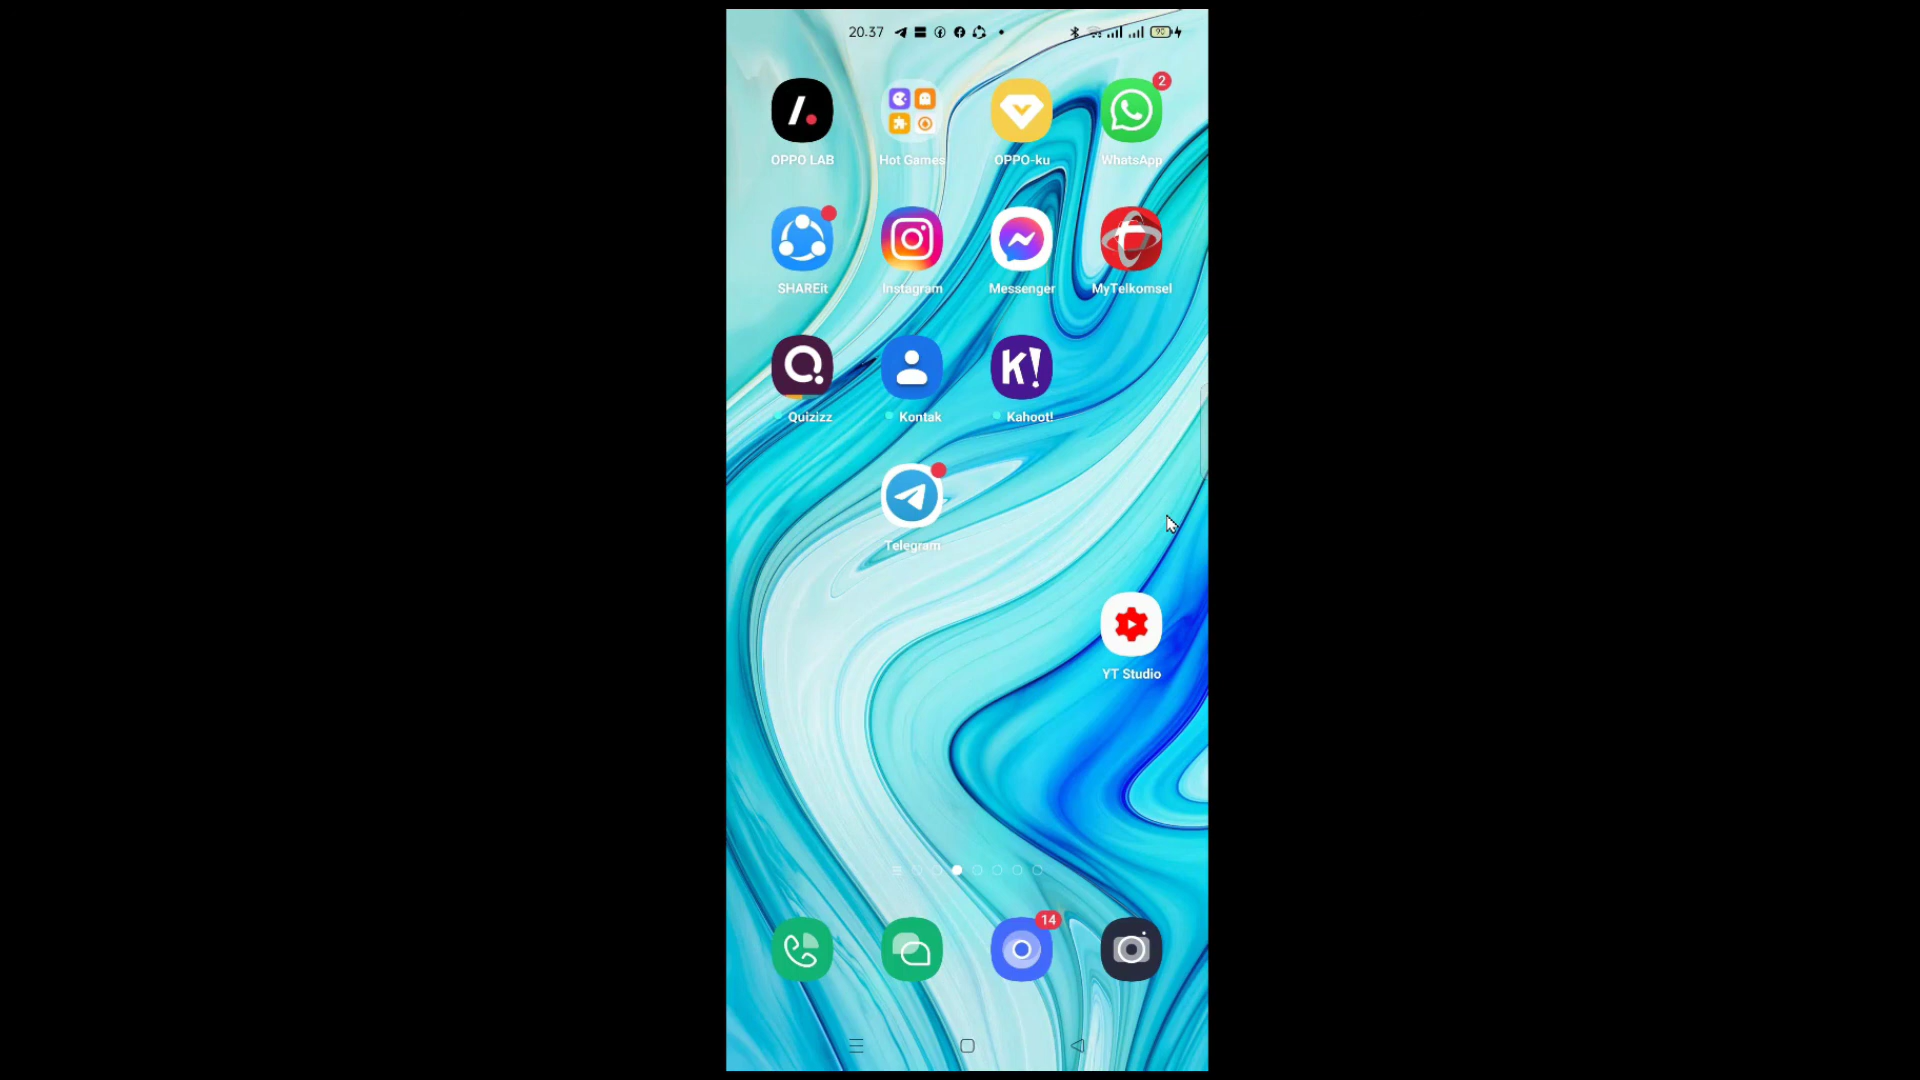 20.37
90
2
OPPO LAB
Hot Games
OPPO-ku
WhatsApp
SHAREit
Instagram
Messenger
MyTelkomsel
K!
Quizizz
Kontak
Kahoot!
Telegram
YT Studio
14